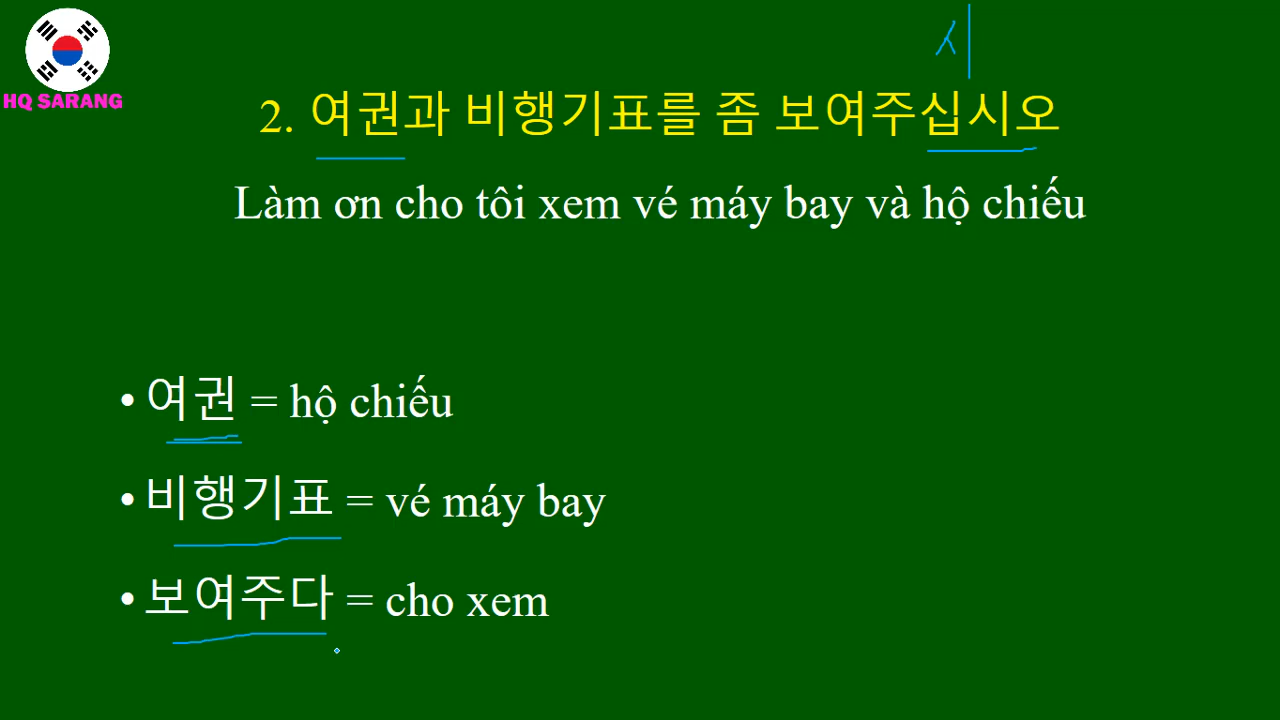 HQ SARANG
시
2. 여권과 비행기표를 좀 보여주십시오
Làm ơn cho tôi xem vé máy bay và hộ chiếu
• 여권 = hộ chiếu
• 비행기표 = vé máy bay
• 보여주다 = cho xem